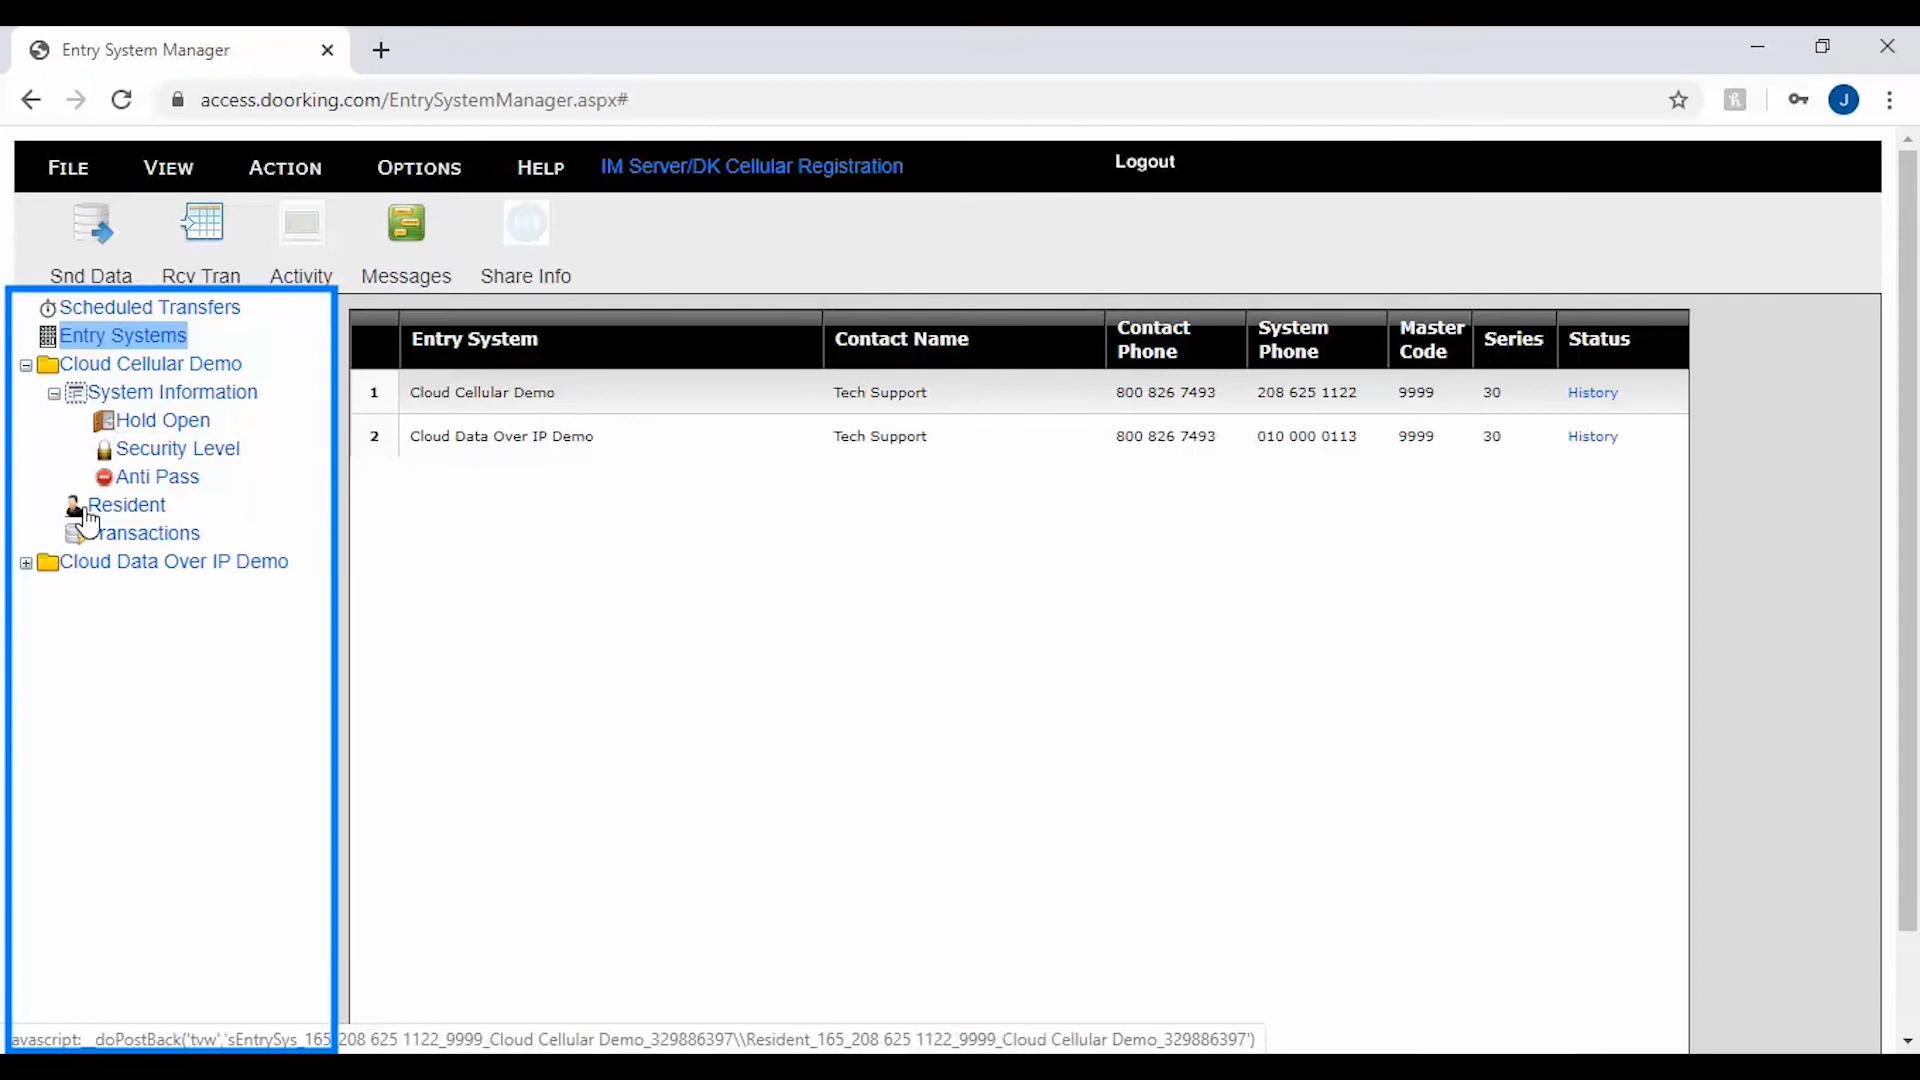 Entry System Manager
access.doorking.com/EntrySystemManager.aspx#
J
FILE VIEW ACTION OPTIONS HELP IM Server/DK Cellular Registration Logout
Snd Data Rcv Tran Activity Messages Share Info
Scheduled Transfers
Entry Systems
Cloud Cellular Demo
System Information
Hold Open
Security Level
Anti Pass
Resident
ransactions
Cloud Data Over IP Demo
Entry System Contact Name Contact Phone System Phone Master Code Series Status
1 Cloud Cellular Demo Tech Support 800 826 7493 208 625 1122 9999 30 History
2 Cloud Data Over IP Demo Tech Support 800 826 7493 010 000 0113 9999 30 History
avascript:__doPostBack('tvw','sEntrySys_165_208 625 1122_9999_Cloud Cellular Demo_329886397\\Resident_165_208 625 1122_9999_Cloud Cellular Demo_329886397')